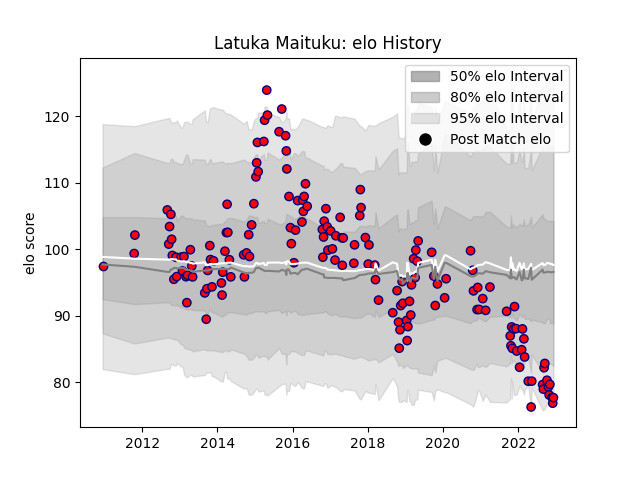 Latuka Maituku: elo History
50% elo Interval
80% elo Interval
95% elo Interval
Post Match elo
elo score
120
110
100
90
80
2012 2014 2016 2018 2020 2022